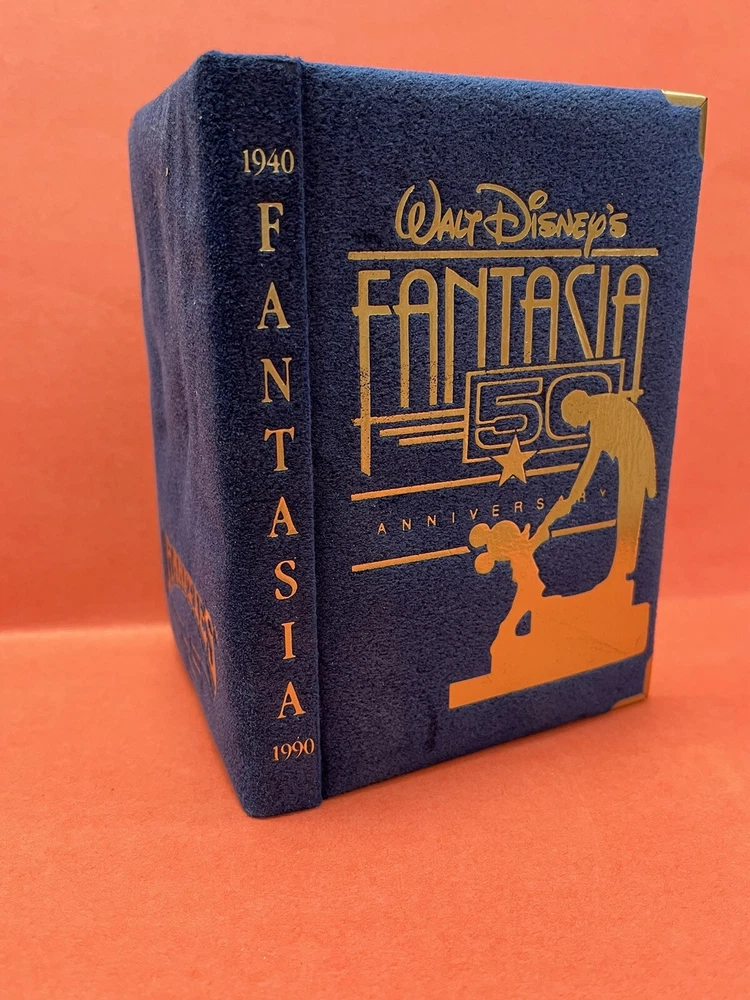 1940
FANTASIA
1990
Walt Disney's
FANTASIA
50
ANNIVERSARY